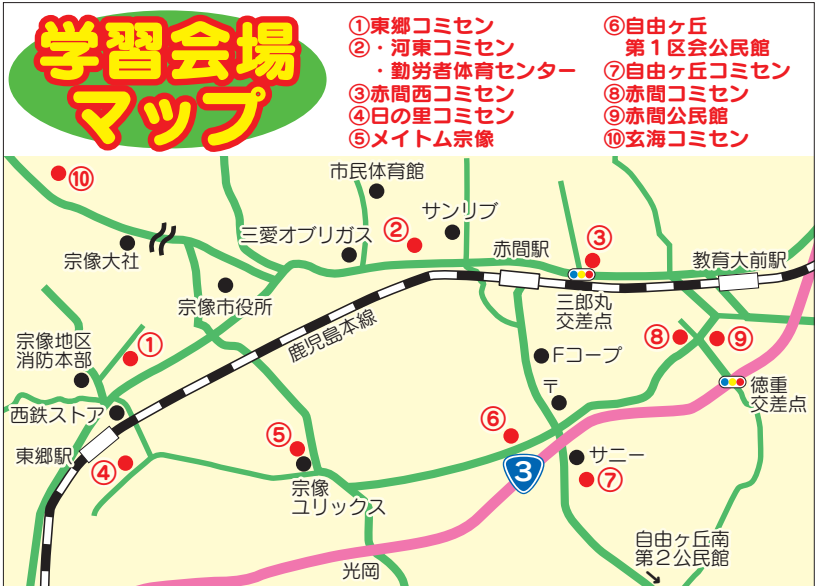 学習会場
マップ
①東郷コミセン
②・河東コミセン
・勤労者体育センター
③赤間西コミセン
④日の里コミセン
⑤メイトム宗像
⑥自由ヶ丘
第１区会公民館
⑦自由ヶ丘コミセン
⑧赤間コミセン
⑨赤間公民館
⑩玄海コミセン
⑩
市民体育館
サンリブ
②
三愛オブリガス
赤間駅
③
教育大前駅
宗像大社
宗像市役所
三郎丸
交差点
鹿児島本線
宗像地区
消防本部
①
Fコープ
⑧
⑨
〒
徳重
交差点
西鉄ストア
⑥
東郷駅
④
⑤
サニー
3
⑦
宗像
ユリックス
自由ヶ丘南
第２公民館
光岡